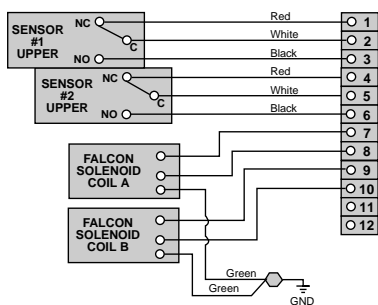 SENSOR
#1
UPPER
NC
C
NO
SENSOR
#2
UPPER
NC
C
NO
Red
White
Black
Red
White
Black
1
2
3
4
5
6
7
8
9
10
11
12
FALCON
SOLENOID
COIL A
FALCON
SOLENOID
COIL B
Green
Green
GND